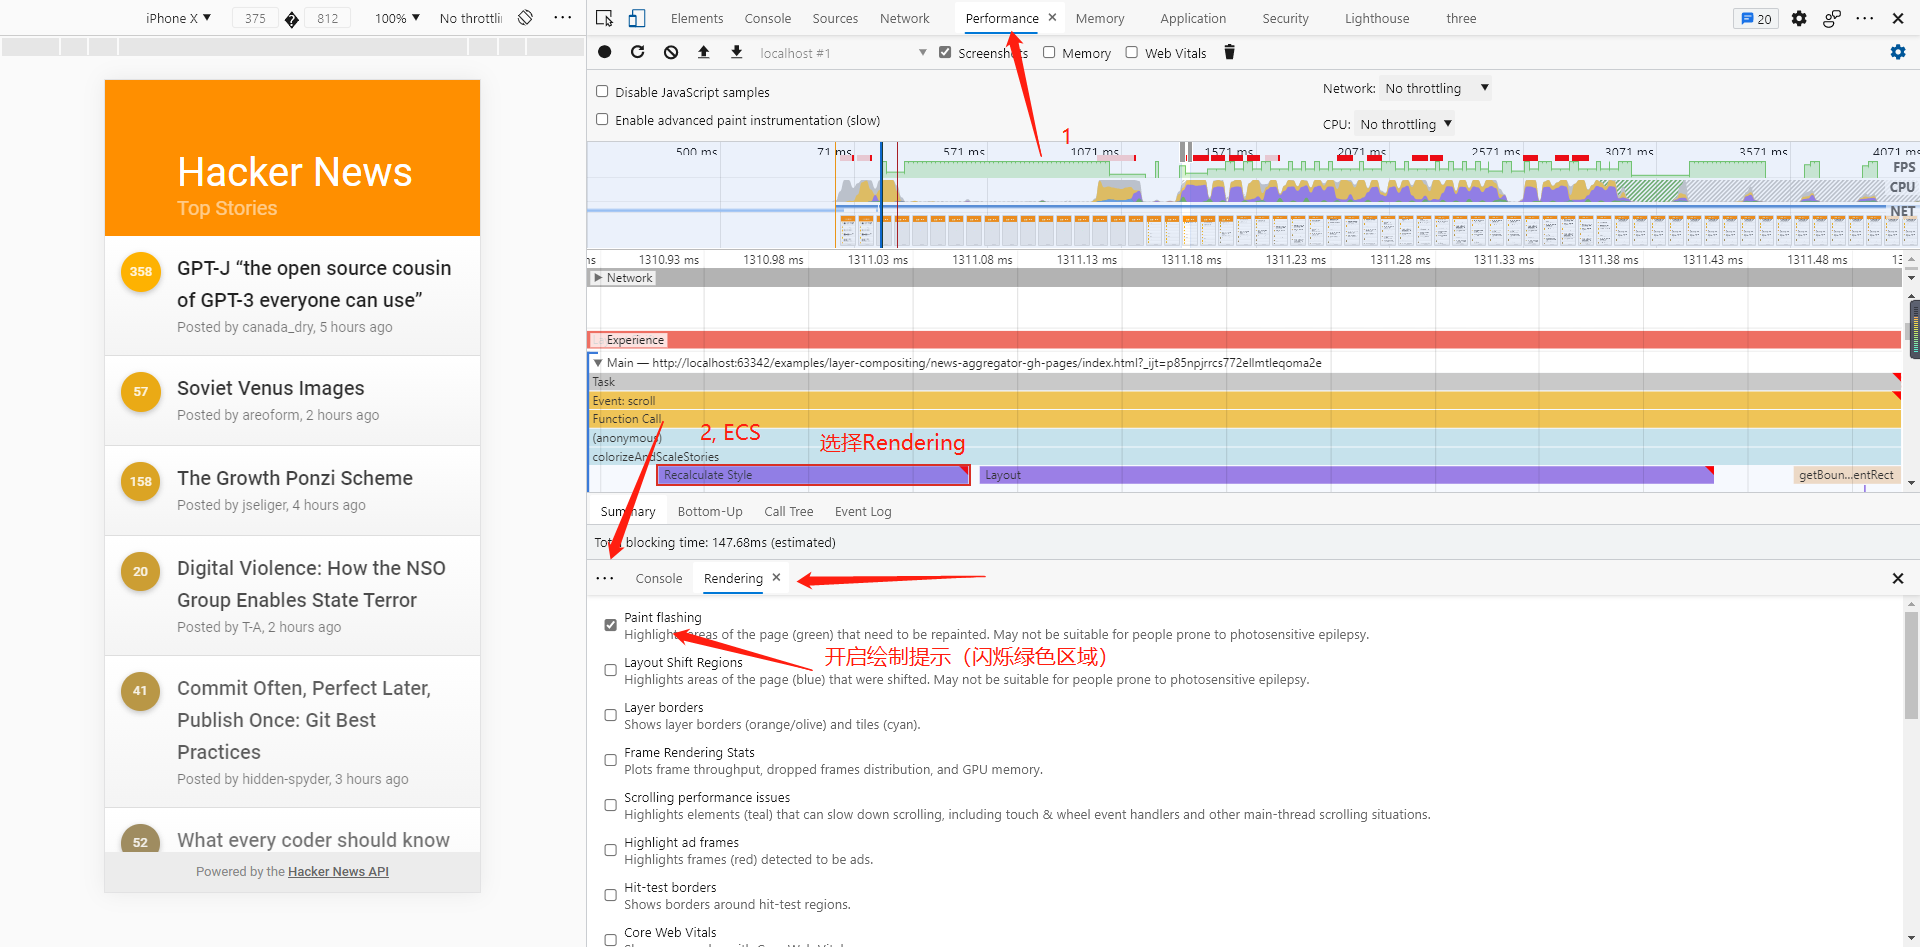 iPhone X ▼ 375 812 100% ▼ No throttli
Elements Console Sources Network Performance × Memory Application Security Lighthouse three 20
localhost #1 Screenshots Memory Web Vitals
Disable JavaScript samples
Network: No throttling ▼
Enable advanced paint instrumentation (slow)
CPU: No throttling ▼
1
500 ms 71 ms 571 ms 1071 ms 1571 ms 2071 ms 2571 ms 3071 ms 3571 ms 4071 ms
FPS
CPU
NET
ns 1310.93 ms 1310.98 ms 1311.03 ms 1311.08 ms 1311.13 ms 1311.18 ms 1311.23 ms 1311.28 ms 1311.33 ms 1311.38 ms 1311.43 ms 1311.48 ms
Network
Experience
Main — http://localhost:63342/examples/layer-compositing/news-aggregator-gh-pages/index.html?_ijt=p85npjrrcs772ellmtleqoma2e
Task
Event: scroll
Function Call
(anonymous)
colorizeAndScaleStories
2, ECS
选择Rendering
Recalculate Style Layout getBoun...entRect
Summary Bottom-Up Call Tree Event Log
Total blocking time: 147.68ms (estimated)
Console Rendering ×
Paint flashing
Highlights areas of the page (green) that need to be repainted. May not be suitable for people prone to photosensitive epilepsy.
开启绘制提示（闪烁绿色区域）
Layout Shift Regions
Highlights areas of the page (blue) that were shifted. May not be suitable for people prone to photosensitive epilepsy.
Layer borders
Shows layer borders (orange/olive) and tiles (cyan).
Frame Rendering Stats
Plots frame throughput, dropped frames distribution, and GPU memory.
Scrolling performance issues
Highlights elements (teal) that can slow down scrolling, including touch & wheel event handlers and other main-thread scrolling situations.
Highlight ad frames
Highlights frames (red) detected to be ads.
Hit-test borders
Shows borders around hit-test regions.
Core Web Vitals
Hacker News
Top Stories
358
GPT-J “the open source cousin
of GPT-3 everyone can use”
Posted by canada_dry, 5 hours ago
57
Soviet Venus Images
Posted by areoform, 2 hours ago
158
The Growth Ponzi Scheme
Posted by jseliger, 4 hours ago
20
Digital Violence: How the NSO
Group Enables State Terror
Posted by T-A, 2 hours ago
41
Commit Often, Perfect Later,
Publish Once: Git Best
Practices
Posted by hidden-spyder, 3 hours ago
52
What every coder should know
Powered by the Hacker News API